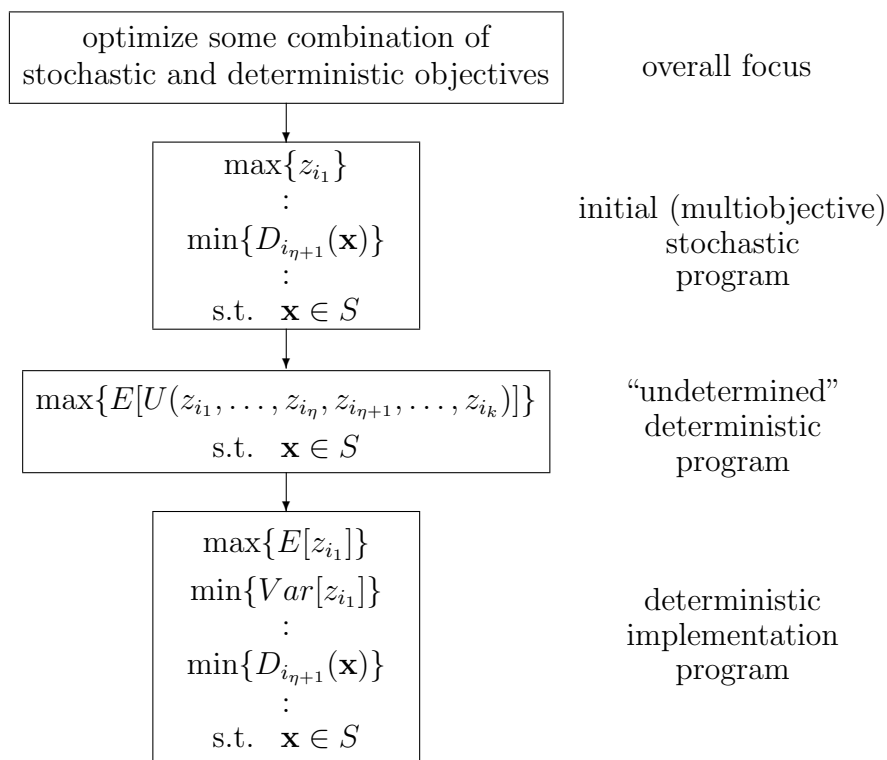 optimize some combination of
stochastic and deterministic objectives
overall focus
max{z_{i_1}}
:
min{D_{i_{η+1}}(𝐱)}
:
s.t. 𝐱 ∈ S
initial (multiobjective)
stochastic
program
max{E[U(z_{i_1}, . . . , z_{i_η}, z_{i_{η+1}}, . . . , z_{i_k})]}
s.t. 𝐱 ∈ S
“undetermined”
deterministic
program
max{E[z_{i_1}]}
min{Var[z_{i_1}]}
:
min{D_{i_{η+1}}(𝐱)}
:
s.t. 𝐱 ∈ S
deterministic
implementation
program